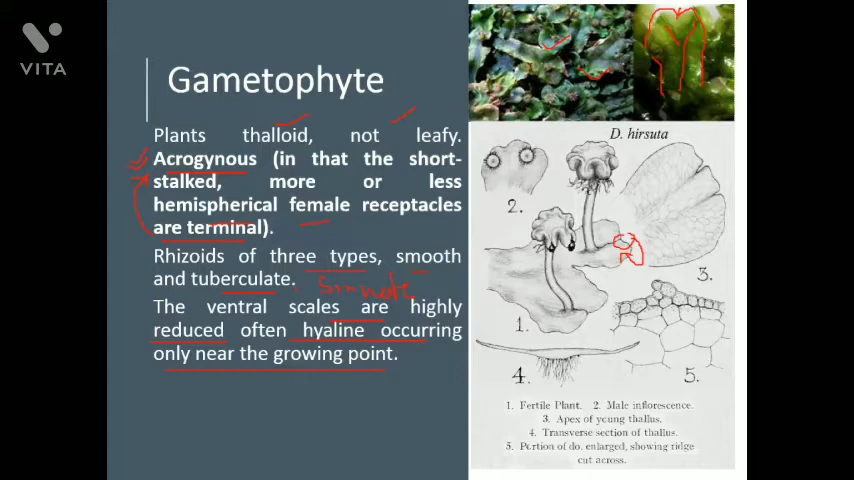 VITA
Gametophyte
Plants thalloid, not leafy.
Acrogynous (in that the short-
stalked, more or less
hemispherical female receptacles
are terminal).
Rhizoids of three types, smooth
and tuberculate.
The ventral scales are highly
reduced often hyaline occurring
only near the growing point.
D. hirsuta
2.
3.
1.
4.
5.
1. Fertile Plant. 2. Male inflorescence.
3. Apex of young thallus.
4. Transverse section of thallus.
5. Portion of do. enlarged, showing ridge
cut across.